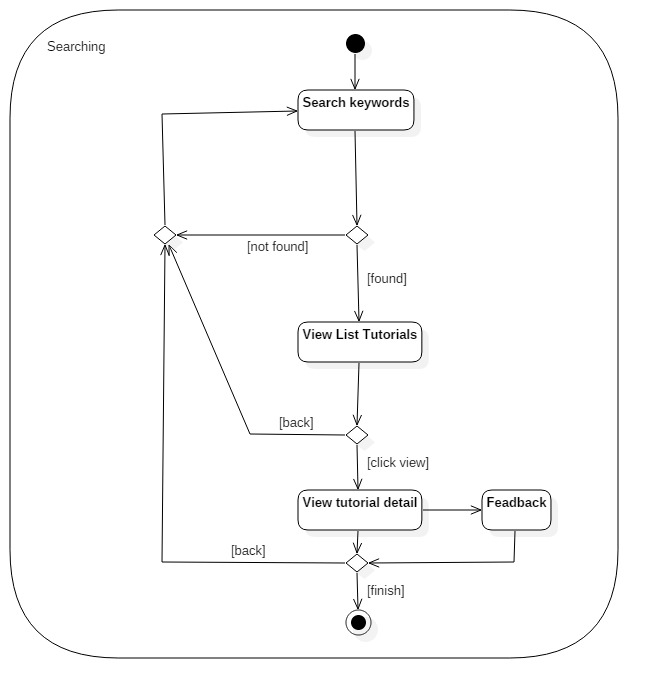 Searching
Search keywords
[not found]
[found]
View List Tutorials
[back]
[click view]
View tutorial detail
Feadback
[back]
[finish]